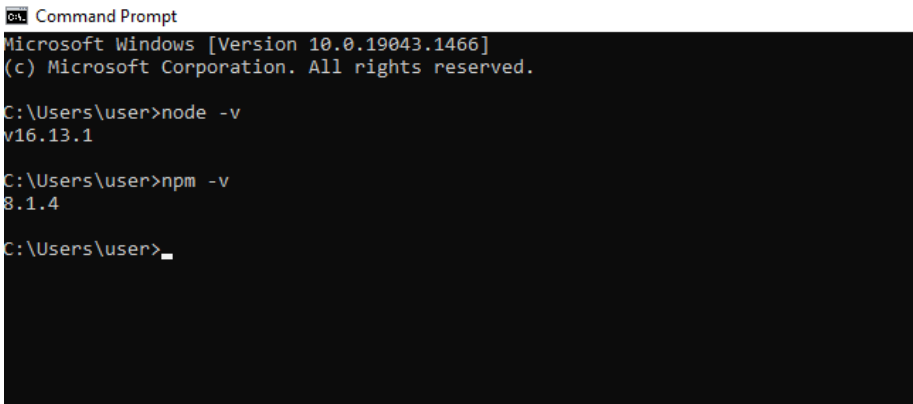 Command Prompt
Microsoft Windows [Version 10.0.19043.1466]
(c) Microsoft Corporation. All rights reserved.
C:\Users\user>node -v
v16.13.1
C:\Users\user>npm -v
8.1.4
C:\Users\user>